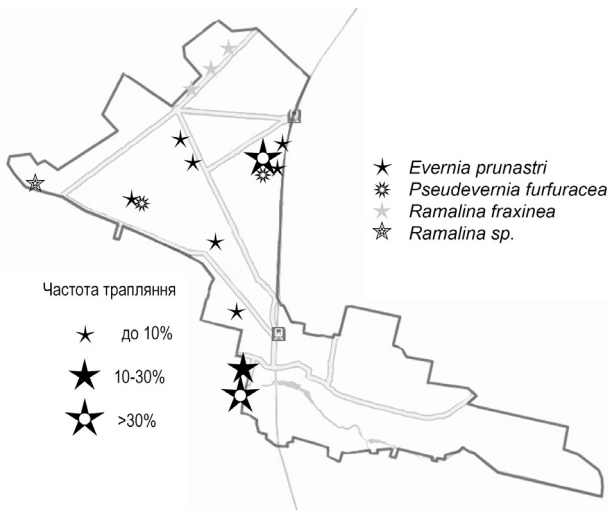 Evernia prunastri
Pseudevernia furfuracea
Ramalina fraxinea
Ramalina sp.
Частота трапляння
до 10%
10-30%
>30%